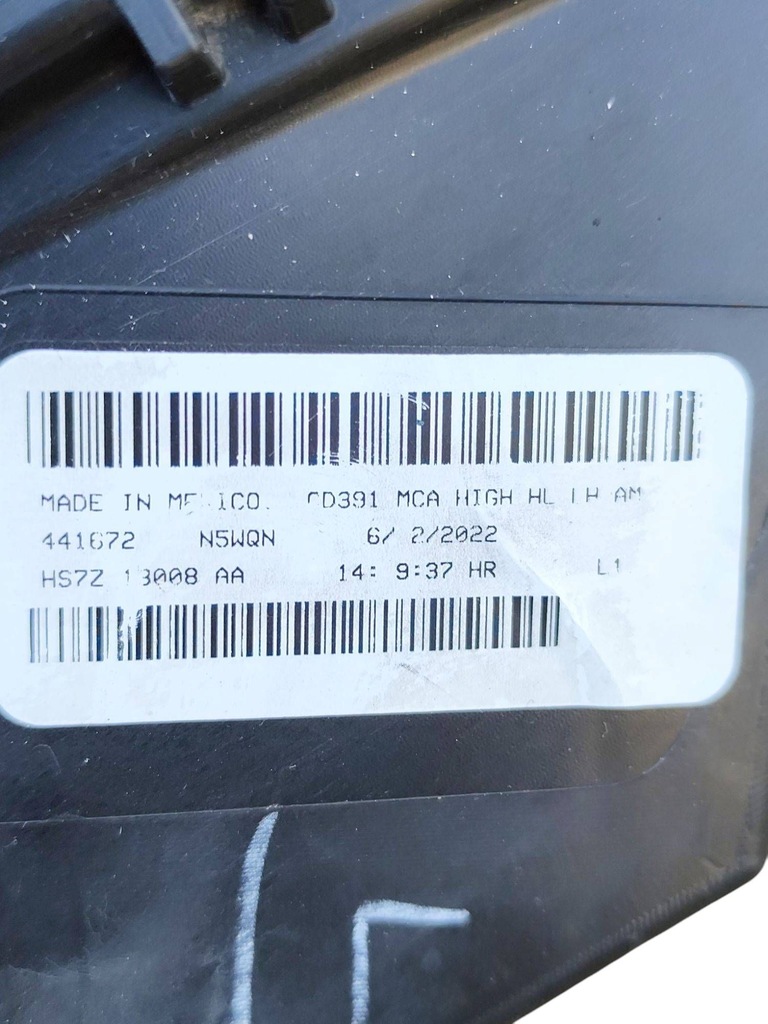 MADE IN MEXICO. CD391 MCA HIGH HL LH AM
441672 N5WQN 6/ 2/2022
HS7Z 13008 AA 14: 9:37 HR L1